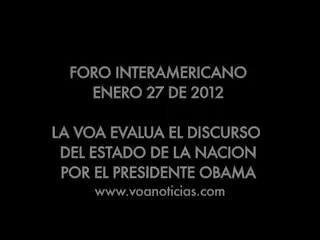 FORO INTERAMERICANO
ENERO 27 DE 2012
LA VOA EVALUA EL DISCURSO
DEL ESTADO DE LA NACION
POR EL PRESIDENTE OBAMA
www.voanoticias.com